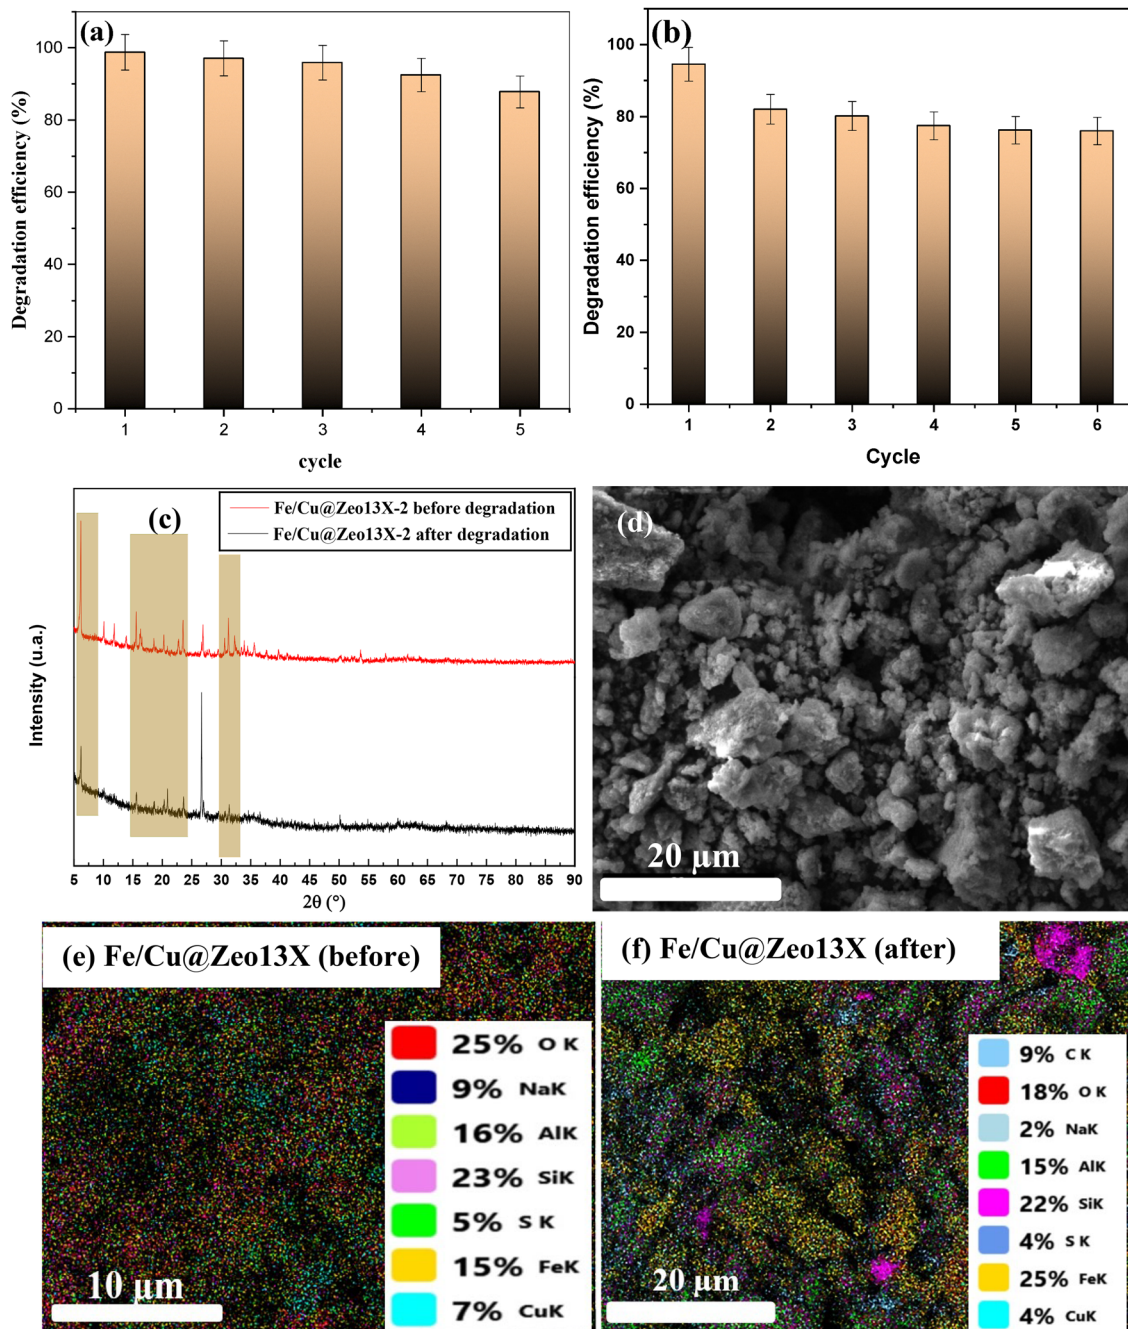 (a)
100
80
60
40
20
0
Degradation efficiency (%)
1 2 3 4 5
cycle
(b)
100
80
60
40
20
0
Degradation efficiency (%)
1 2 3 4 5 6
Cycle
(c)
Fe/Cu@Zeo13X-2 before degradation
Fe/Cu@Zeo13X-2 after degradation
Intensity (u.a.)
5 10 15 20 25 30 35 40 45 50 55 60 65 70 75 80 85 90
2θ (°)
(d)
20 μm
(e) Fe/Cu@Zeo13X (before)
25% O K
9% NaK
16% AlK
23% SiK
5% S K
15% FeK
7% CuK
10 μm
(f) Fe/Cu@Zeo13X (after)
9% C K
18% O K
2% NaK
15% AlK
22% SiK
4% S K
25% FeK
4% CuK
20 μm